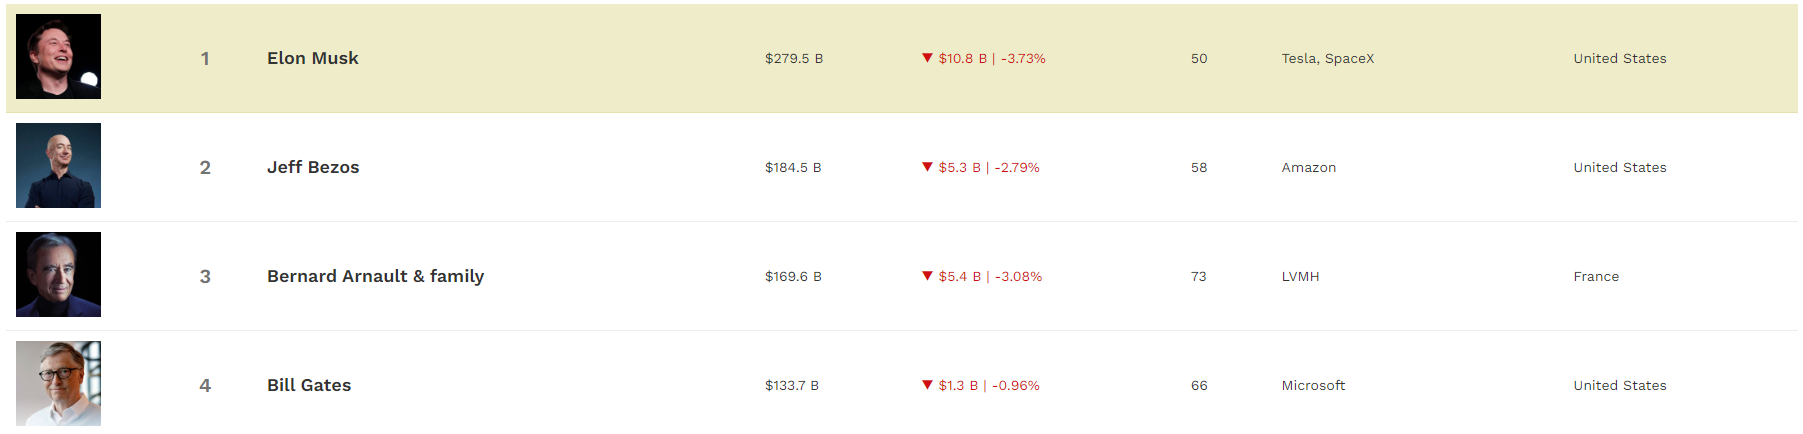 1 Elon Musk $279.5 B ▼ $10.8 B | -3.73% 50 Tesla, SpaceX United States
2 Jeff Bezos $184.5 B ▼ $5.3 B | -2.79% 58 Amazon United States
3 Bernard Arnault & family $169.6 B ▼ $5.4 B | -3.08% 73 LVMH France
4 Bill Gates $133.7 B ▼ $1.3 B | -0.96% 66 Microsoft United States